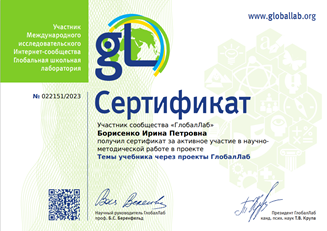 Участник
Международного
исследовательского
Интернет-сообщества
Глобальная школьная
лаборатория
www.globallab.org
gL
№ 022151/2023
Сертификат
Участник сообщества «ГлобалЛаб»
Борисенко Ирина Петровна
получил сертификат за активное участие в научно-
методической работе в проекте
Темы учебника через проекты ГлобалЛаб
Научный руководитель ГлобалЛаб
проф. Б.С. Беренфельд
Президент ГлобалЛаб
канд. псих. наук Т.В. Крупа